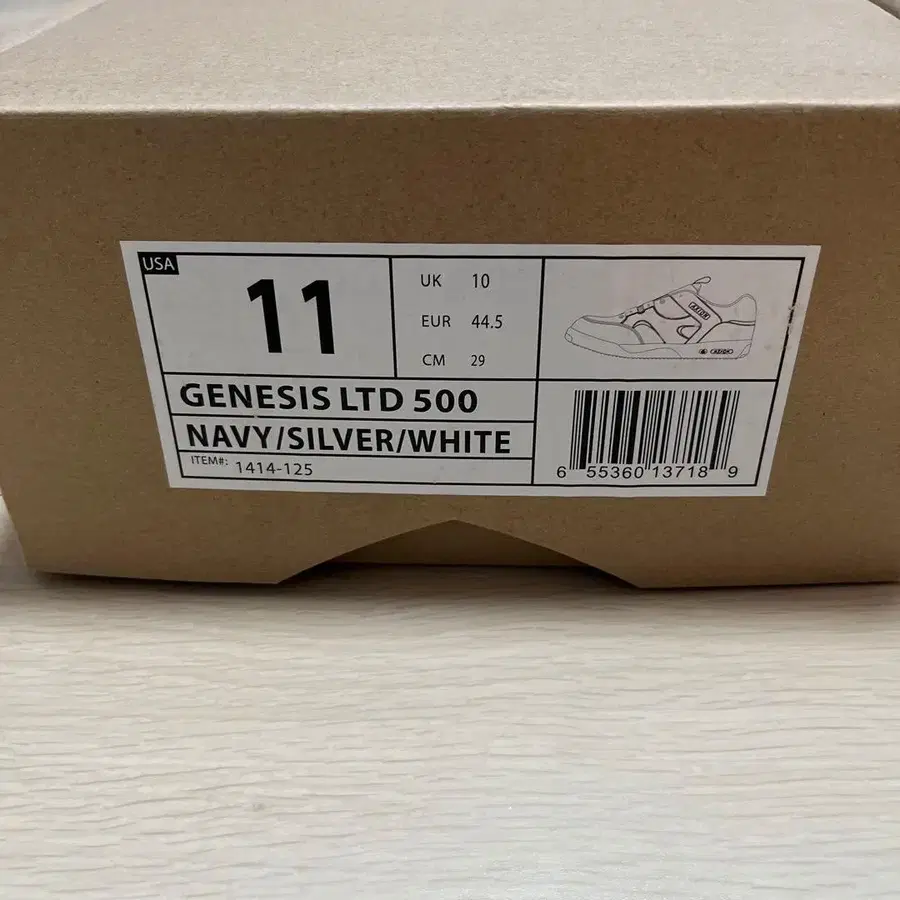 USA
11
UK 10
EUR 44.5
CM 29
GENESIS LTD 500
NAVY/SILVER/WHITE
ITEM#: 1414-125
6 55360 13718 9